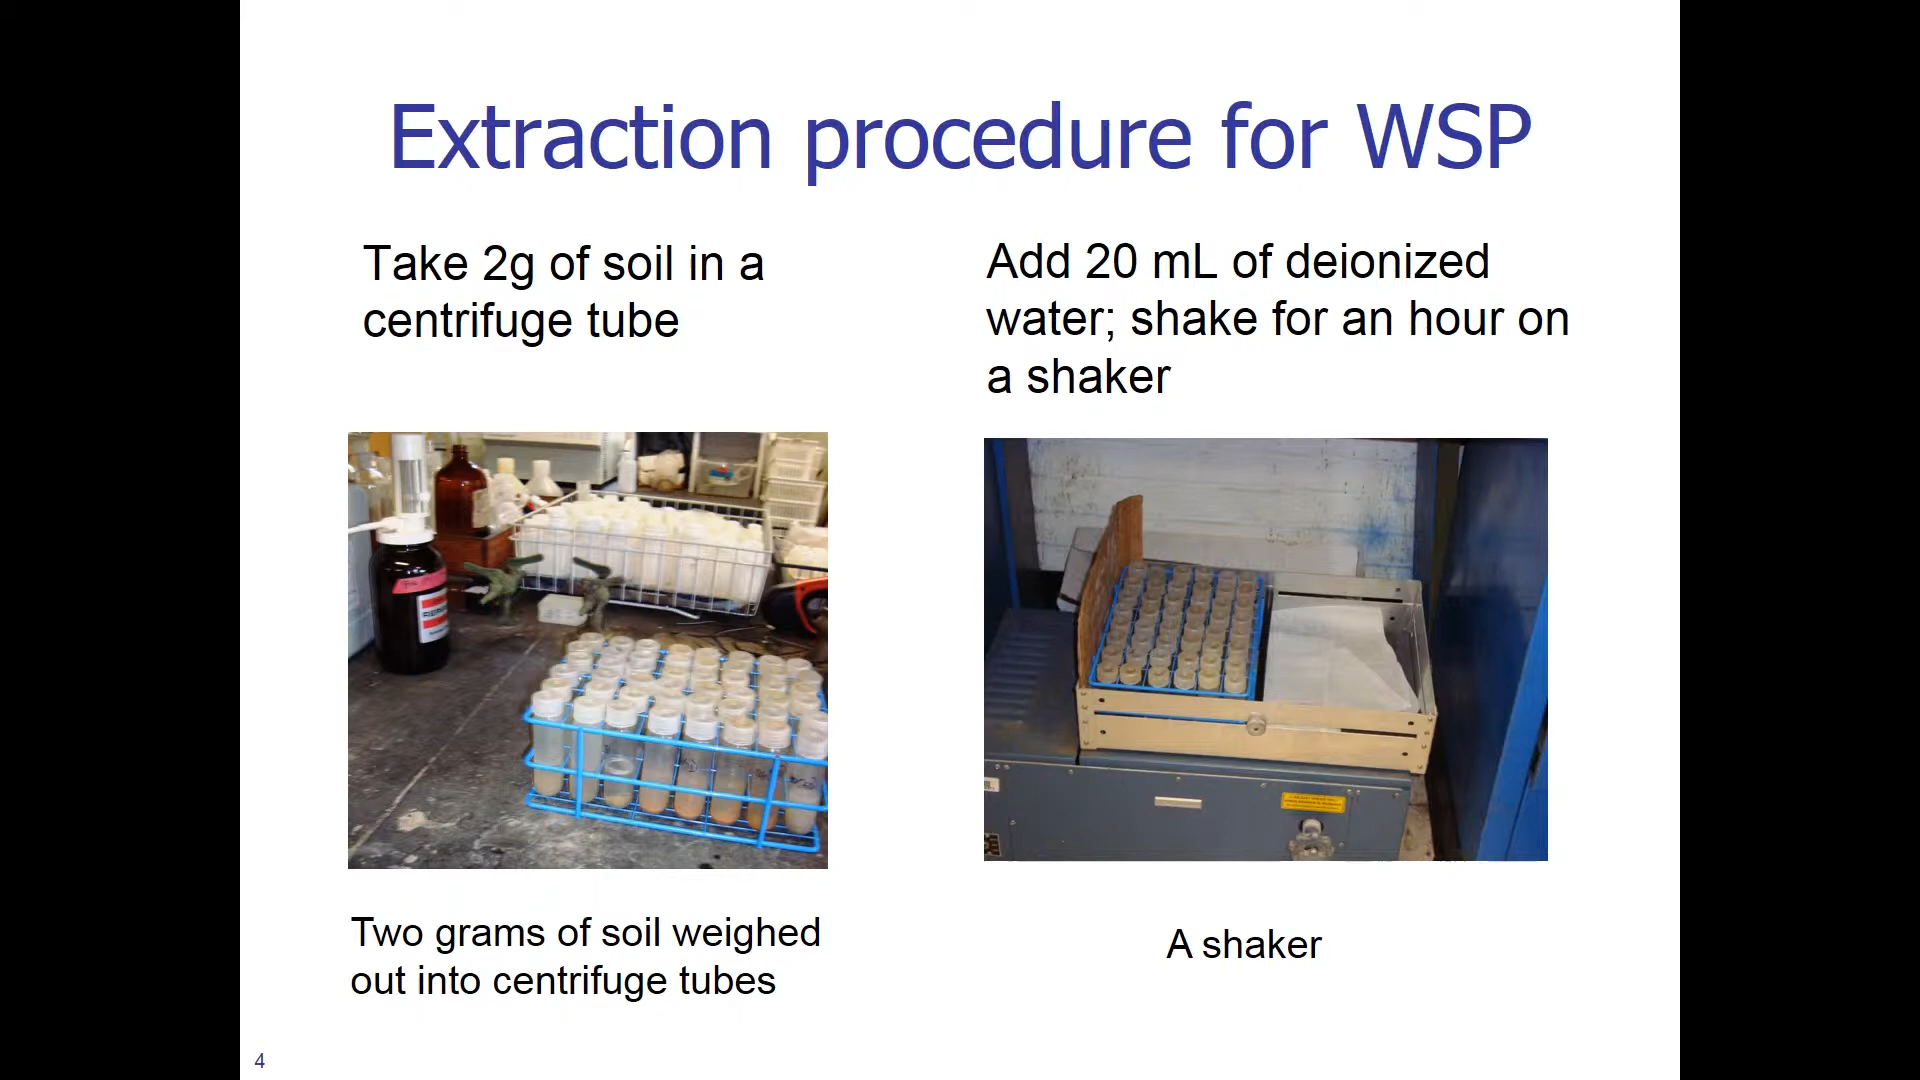 Extraction procedure for WSP
Take 2g of soil in a
centrifuge tube
Add 20 mL of deionized
water; shake for an hour on
a shaker
Two grams of soil weighed
out into centrifuge tubes
A shaker
4